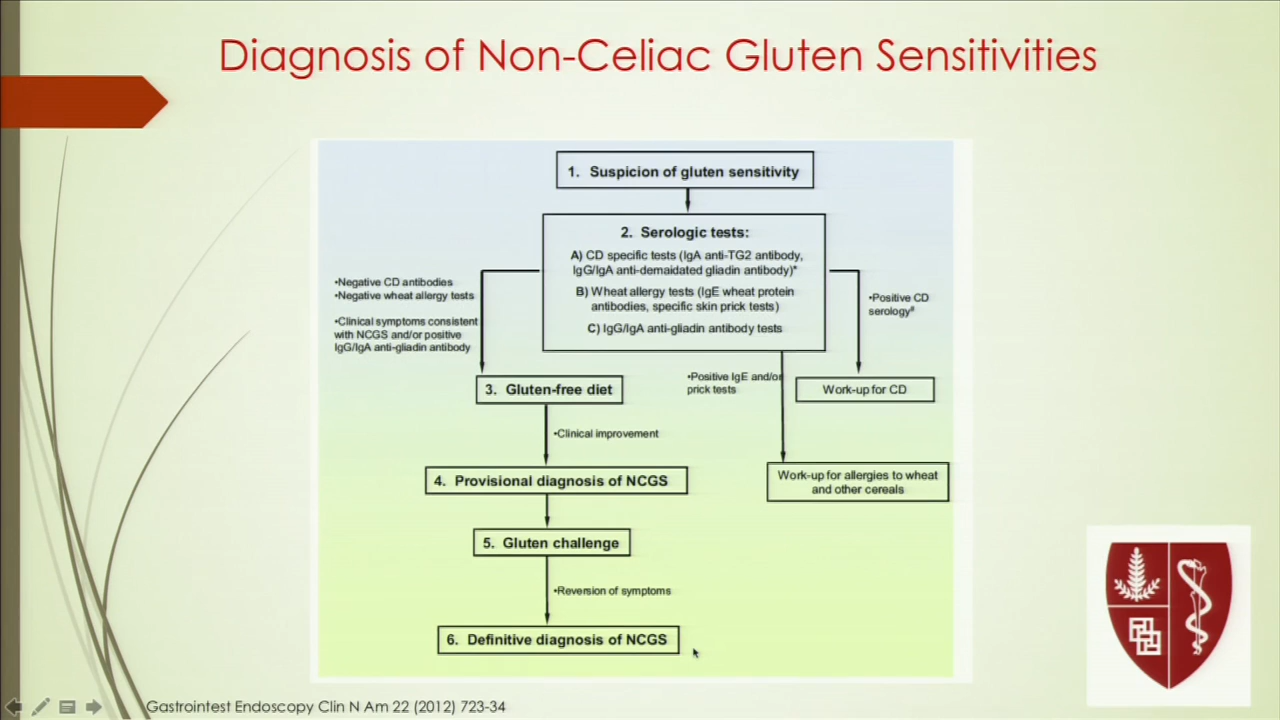 Diagnosis of Non-Celiac Gluten Sensitivities
1. Suspicion of gluten sensitivity
2. Serologic tests:
A) CD specific tests (IgA anti-TG2 antibody,
IgG/IgA anti-demaidated gliadin antibody)*
B) Wheat allergy tests (IgE wheat protein
antibodies, specific skin prick tests)
C) IgG/IgA anti-gliadin antibody tests
•Negative CD antibodies
•Negative wheat allergy tests
•Clinical symptoms consistent
with NCGS and/or positive
IgG/IgA anti-gliadin antibody
•Positive CD
serology#
•Positive IgE and/or
prick tests
Work-up for CD
3. Gluten-free diet
•Clinical improvement
4. Provisional diagnosis of NCGS
Work-up for allergies to wheat
and other cereals
5. Gluten challenge
•Reversion of symptoms
6. Definitive diagnosis of NCGS
Gastrointest Endoscopy Clin N Am 22 (2012) 723-34